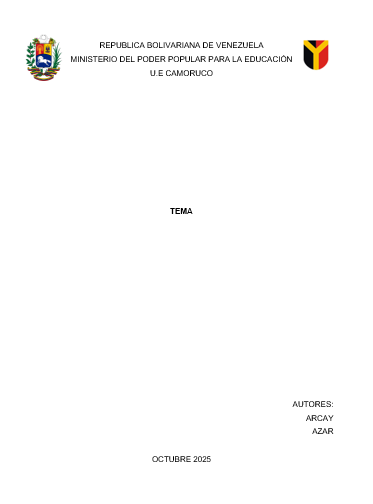 REPUBLICA BOLIVARIANA DE VENEZUELA
MINISTERIO DEL PODER POPULAR PARA LA EDUCACIÓN
U.E CAMORUCO
TEMA
AUTORES:
ARCAY
AZAR
OCTUBRE 2025